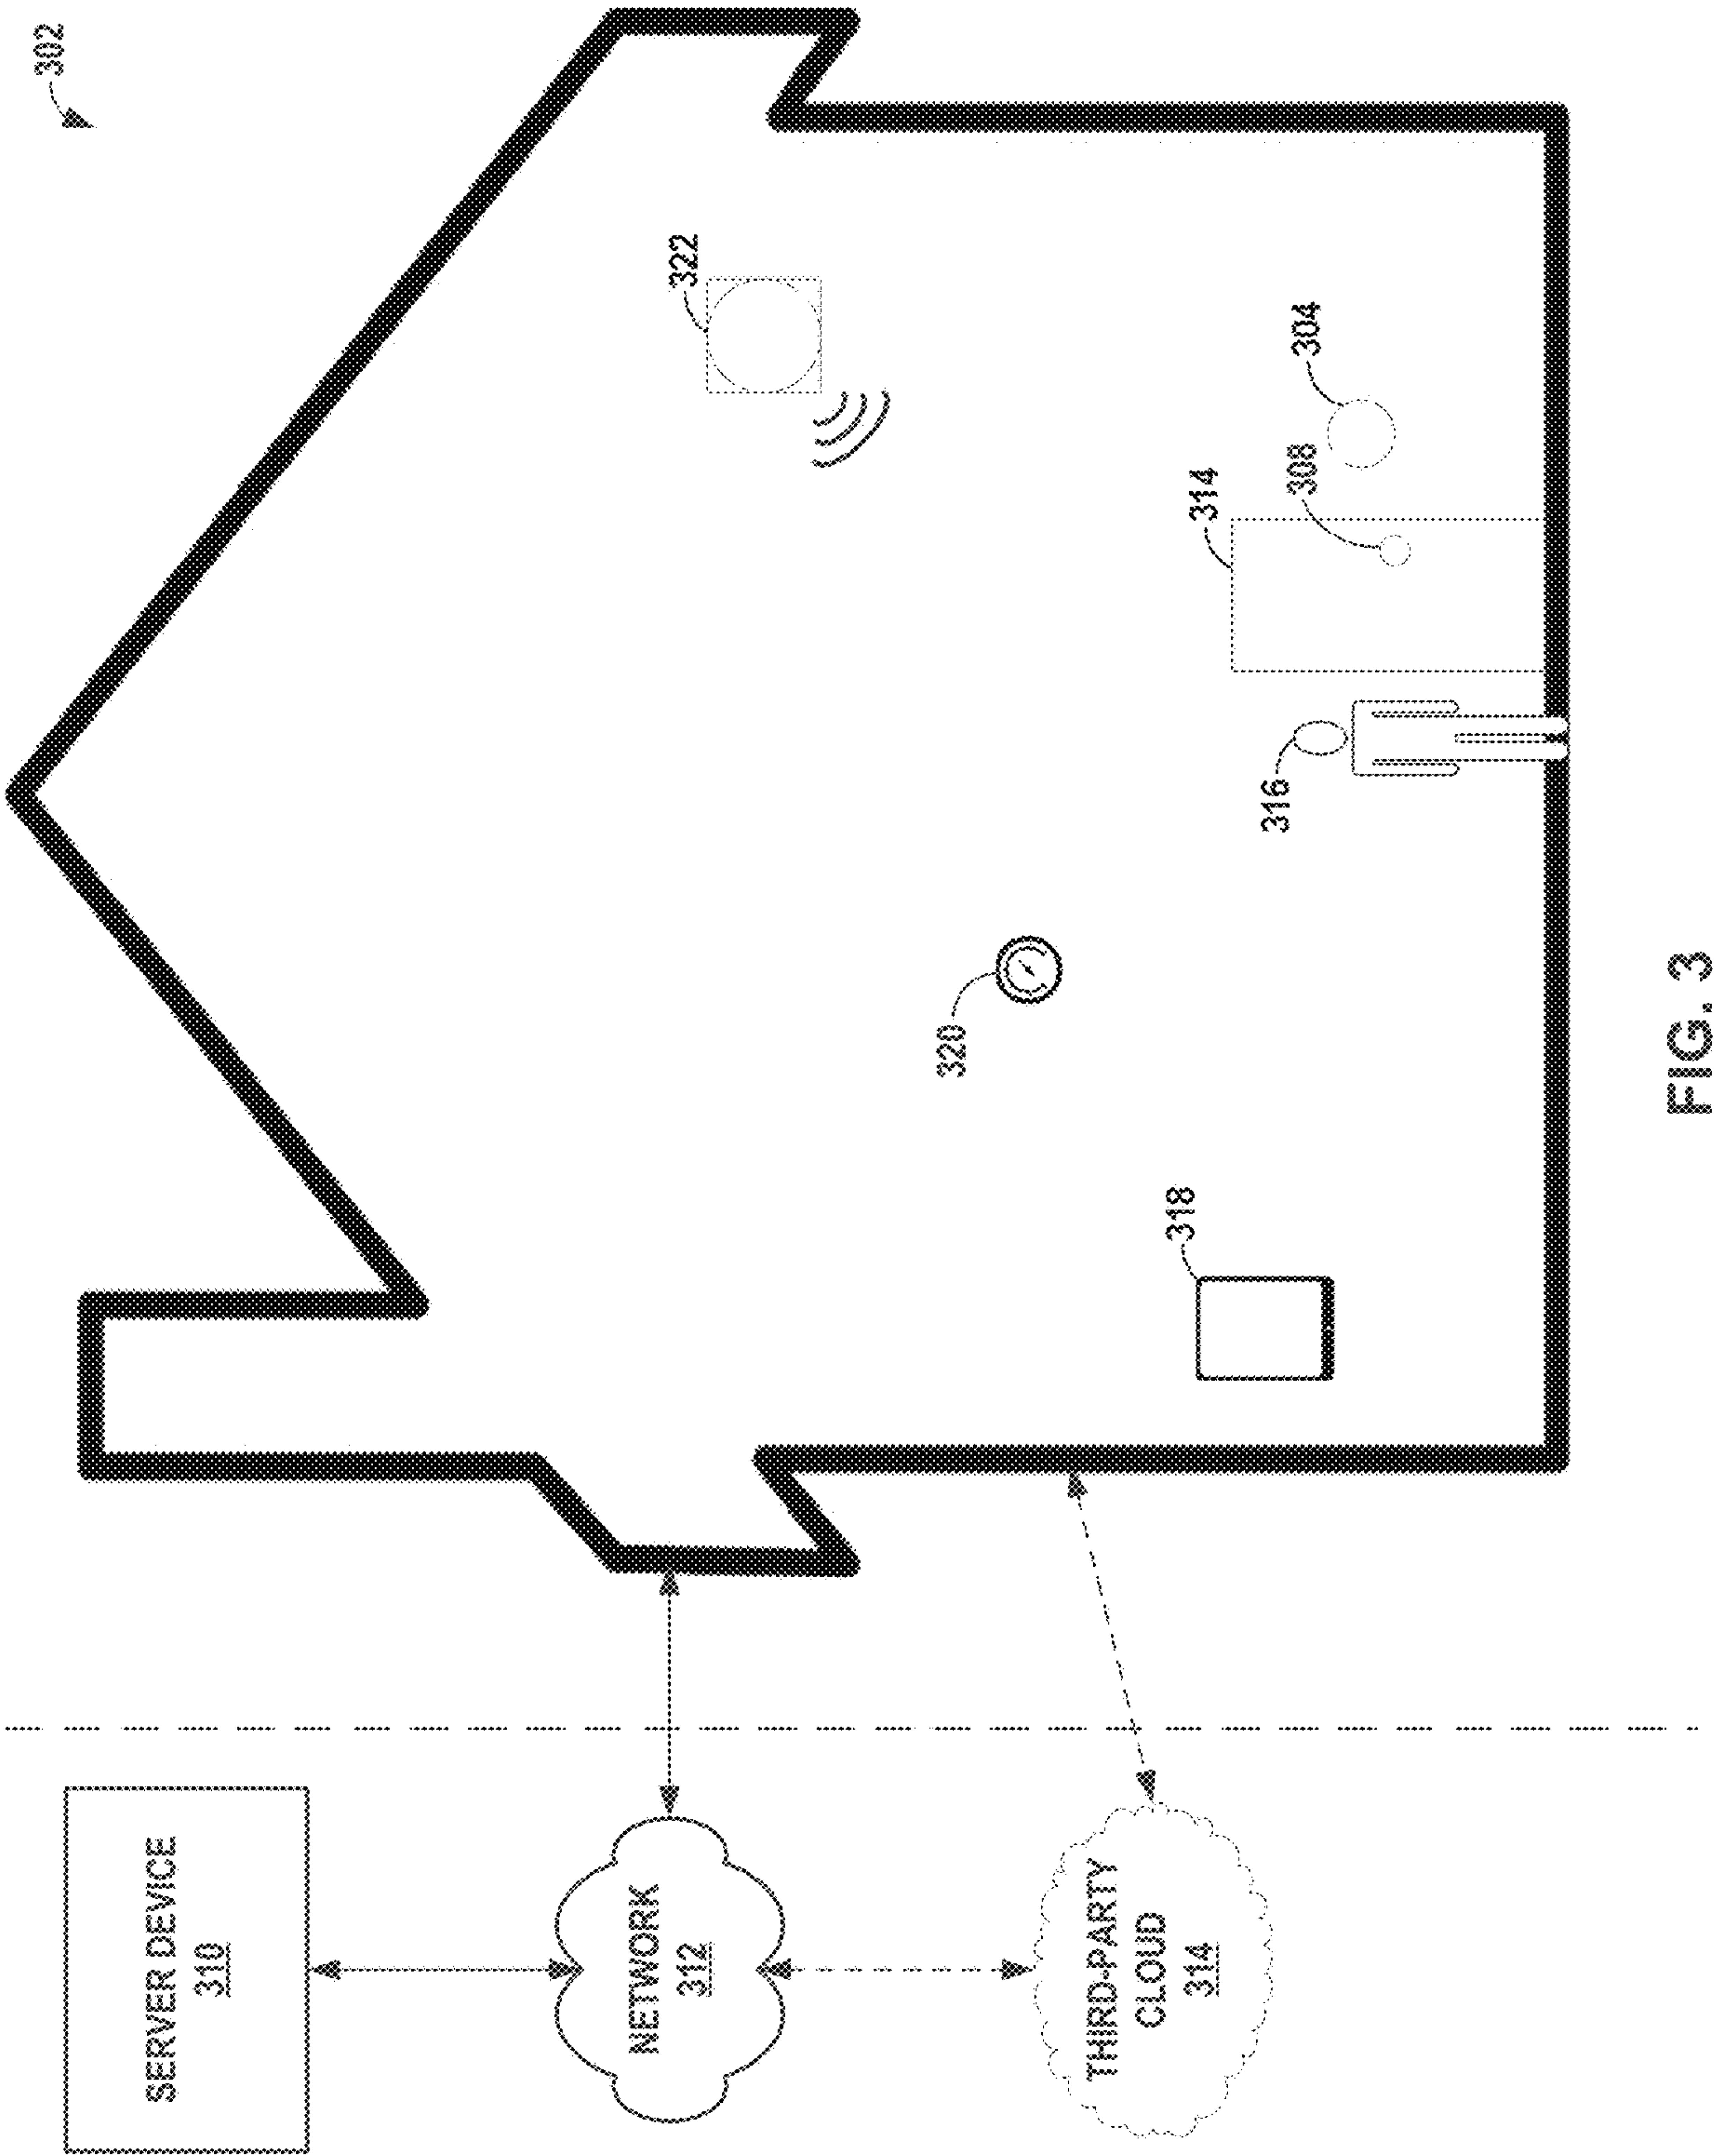 302
SERVER DEVICE
310
322
NETWORK
312
320
304
308
314
318
316
THIRD-PARTY
CLOUD
314
FIG. 3